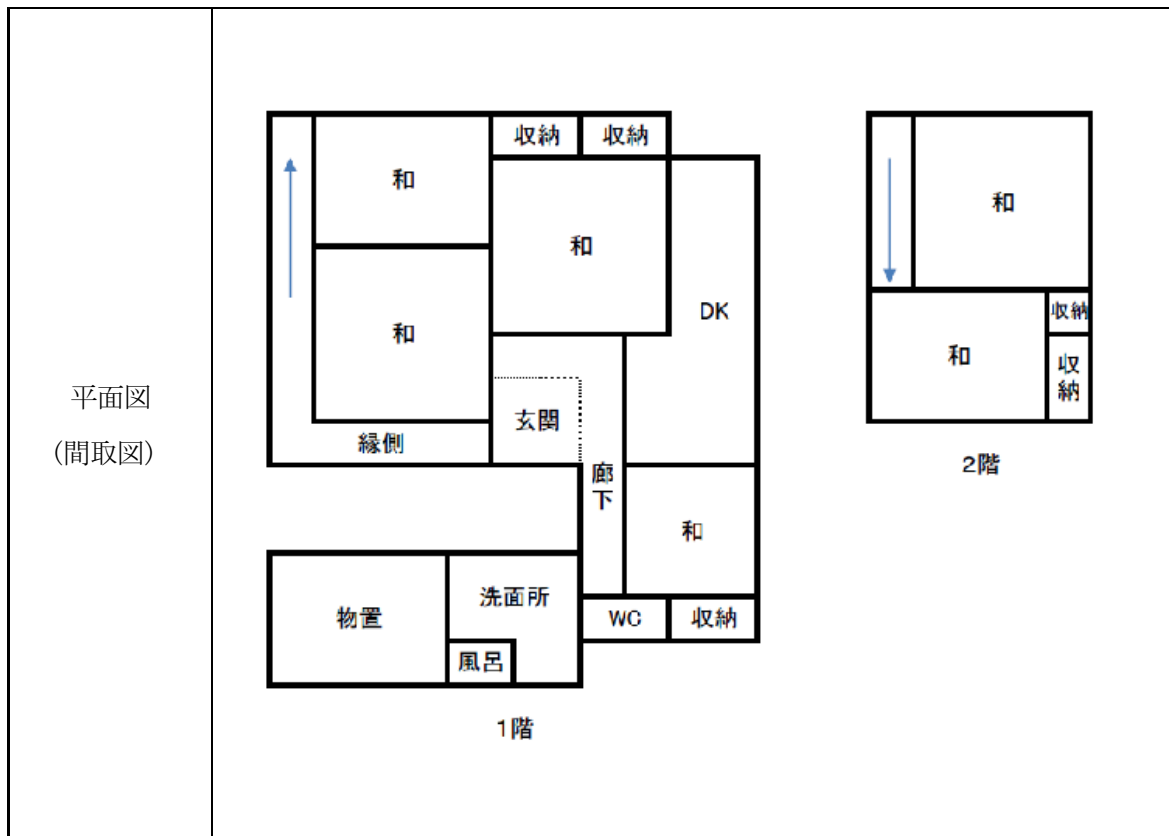 平面図
(間取図)
収納
収納
和
和
和
DK
玄関
縁側
廊下
和
物置
洗面所
風呂
WC
収納
1階
和
収納
和
収納
2階